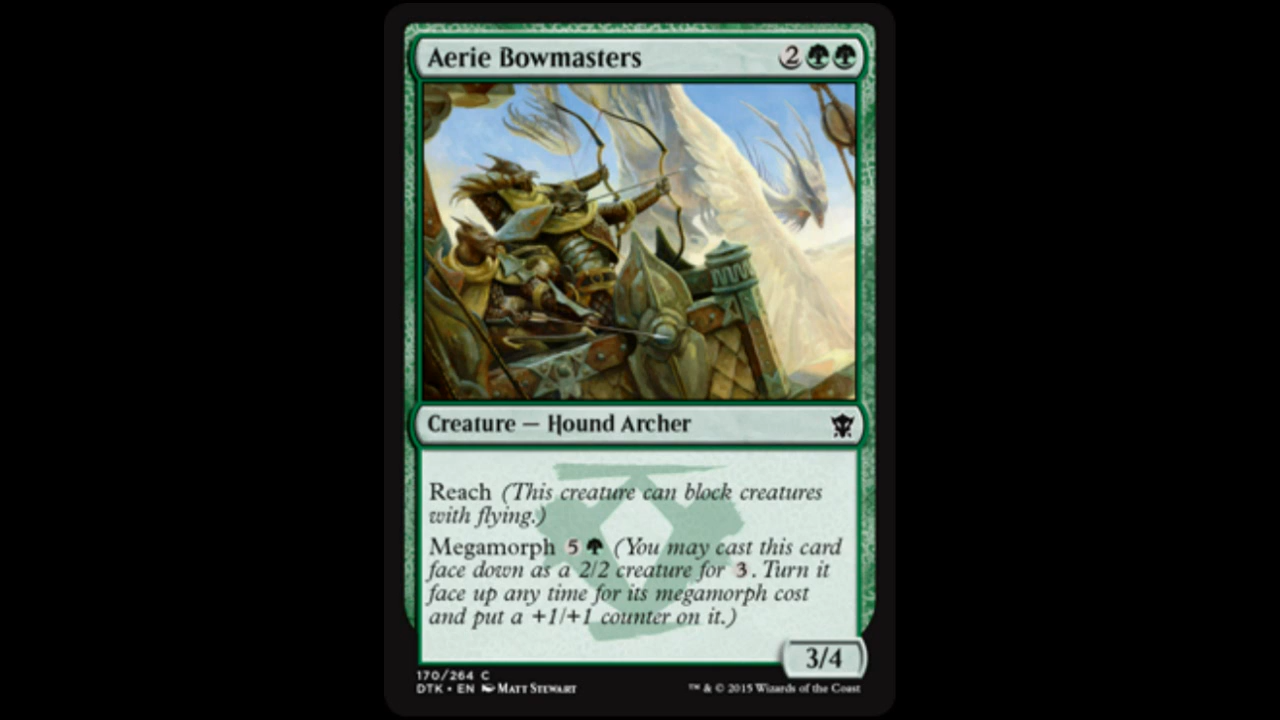 Aerie Bowmasters 2
Creature — Hound Archer
Reach (This creature can block creatures
with flying.)
Megamorph 5 (You may cast this card
face down as a 2/2 creature for 3. Turn it
face up any time for its megamorph cost
and put a +1/+1 counter on it.)
3/4
170/264 C
DTK • EN Matt Stewart
™ & © 2015 Wizards of the Coast